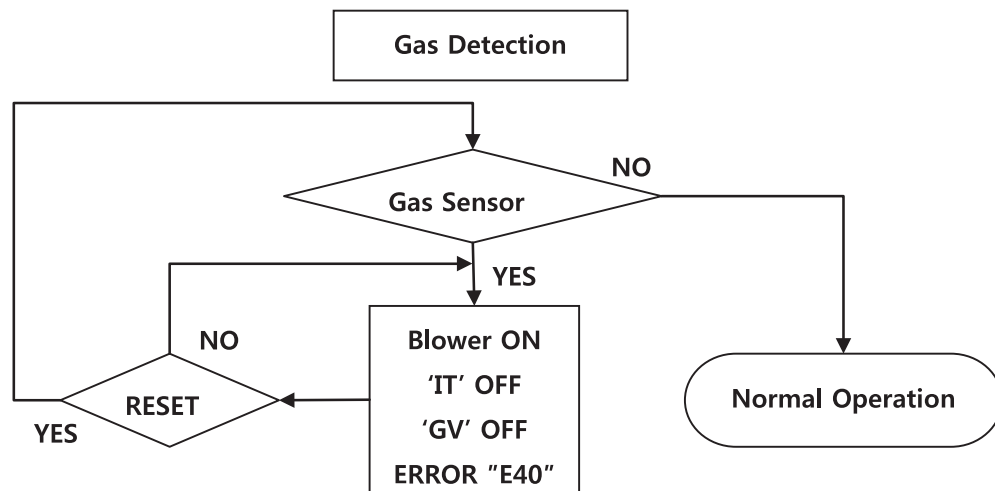 Gas Detection
NO
Gas Sensor
YES
NO
RESET
YES
Blower ON
‘IT’ OFF
‘GV’ OFF
ERROR ”E40”
Normal Operation